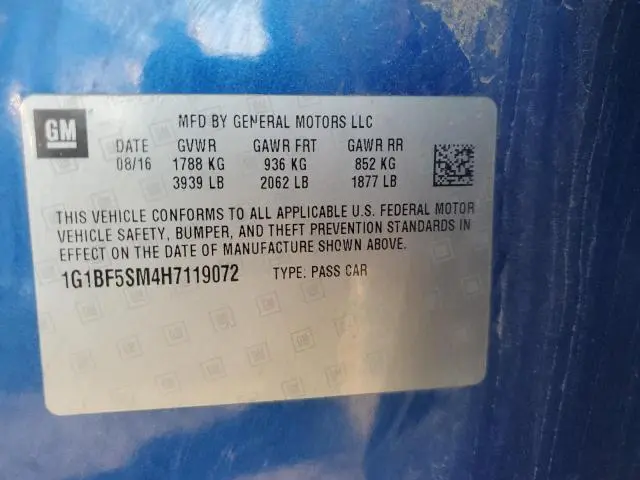 GM
MFD BY GENERAL MOTORS LLC
DATE GVWR GAWR FRT GAWR RR
08/16 1788 KG 936 KG 852 KG
3939 LB 2062 LB 1877 LB
THIS VEHICLE CONFORMS TO ALL APPLICABLE U.S. FEDERAL MOTOR
VEHICLE SAFETY, BUMPER, AND THEFT PREVENTION STANDARDS IN
EFFECT ON THE DATE OF MANUFACTURE SHOWN ABOVE.
1G1BF5SM4H7119072 TYPE: PASS CAR